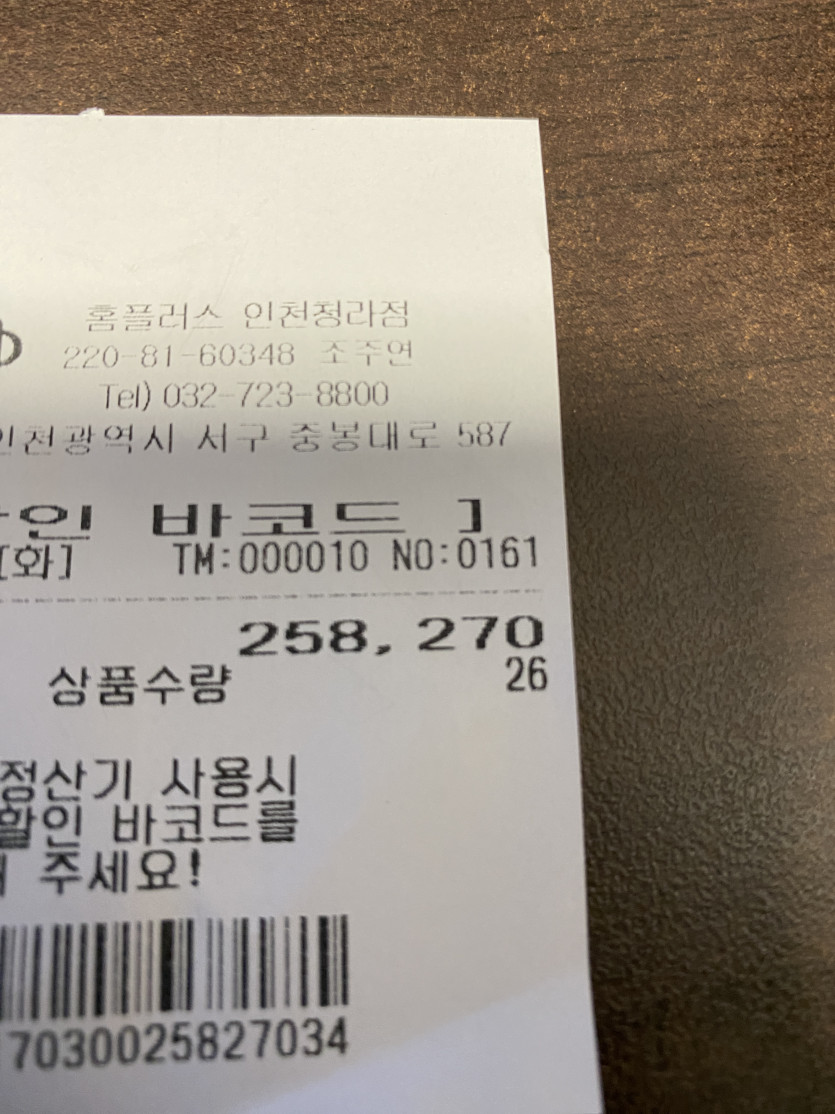 홈플러스 인천청라점
220-81-60348 조주연
Tel) 032-723-8800
인천광역시 서구 중봉대로 587
할인 바코드 ]
[화] TM:000010 NO:0161
258,270
상품수량 26
정산기 사용시
할인 바코드를
주세요!
7030025827034